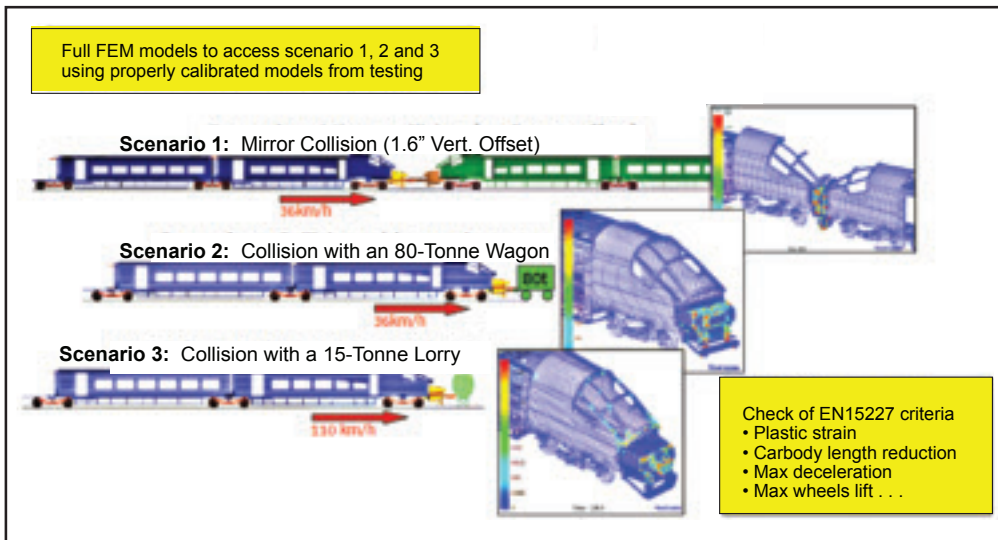 Full FEM models to access scenario 1, 2 and 3
using properly calibrated models from testing
Scenario 1: Mirror Collision (1.6” Vert. Offset)
36km/h
Scenario 2: Collision with an 80-Tonne Wagon
36km/h
Scenario 3: Collision with a 15-Tonne Lorry
110 km/h
Check of EN15227 criteria
• Plastic strain
• Carbody length reduction
• Max deceleration
• Max wheels lift . . .